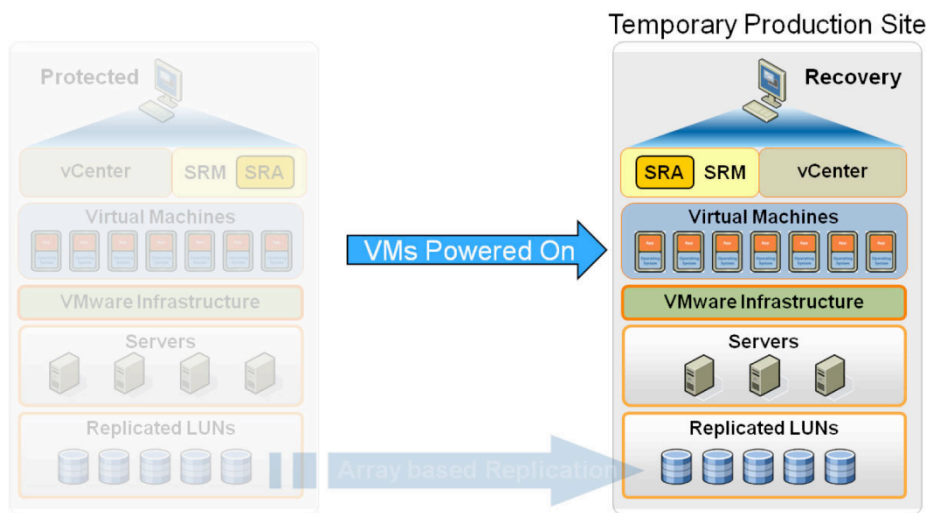 Temporary Production Site
Protected
Recovery
vCenter
SRM
SRA
SRA
SRM
vCenter
Virtual Machines
Virtual Machines
VMs Powered On
VMware Infrastructure
VMware Infrastructure
Servers
Servers
Replicated LUNs
Replicated LUNs
Array based Replication